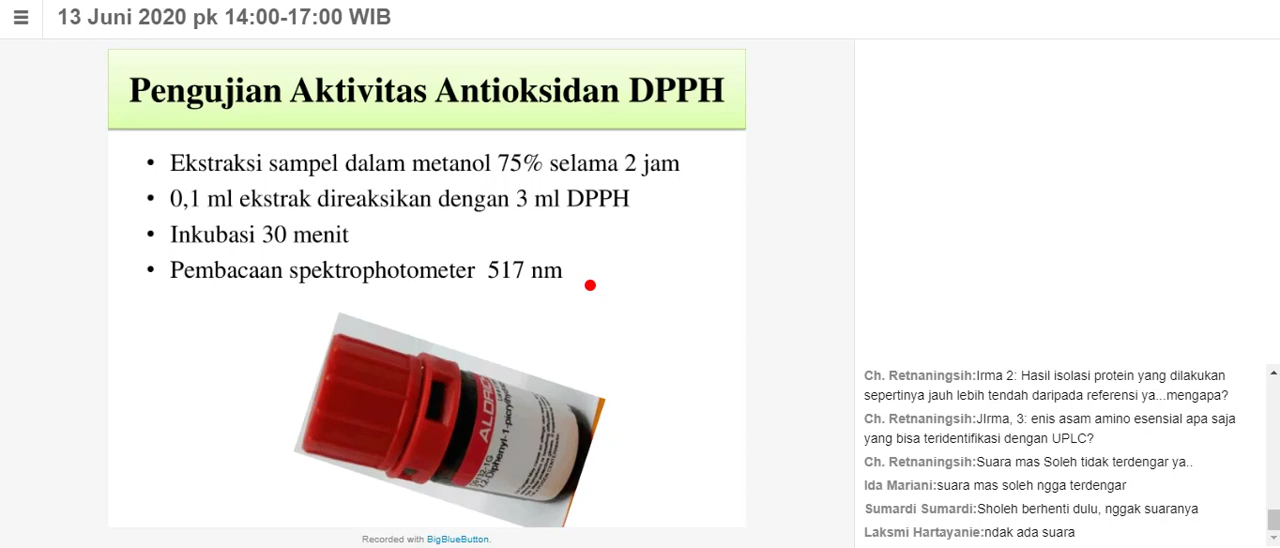 13 Juni 2020 pk 14:00-17:00 WIB
Pengujian Aktivitas Antioksidan DPPH
• Ekstraksi sampel dalam metanol 75% selama 2 jam
• 0,1 ml ekstrak direaksikan dengan 3 ml DPPH
• Inkubasi 30 menit
• Pembacaan spektrophotometer 517 nm
Recorded with BigBlueButton.
Ch. Retnaningsih:Irma 2: Hasil isolasi protein yang dilakukan
sepertinya jauh lebih tendah daripada referensi ya...mengapa?
Ch. Retnaningsih:JIrma, 3: enis asam amino esensial apa saja
yang bisa teridentifikasi dengan UPLC?
Ch. Retnaningsih:Suara mas Soleh tidak terdengar ya..
Ida Mariani:suara mas soleh ngga terdengar
Sumardi Sumardi:Sholeh berhenti dulu, nggak suaranya
Laksmi Hartayanie:ndak ada suara